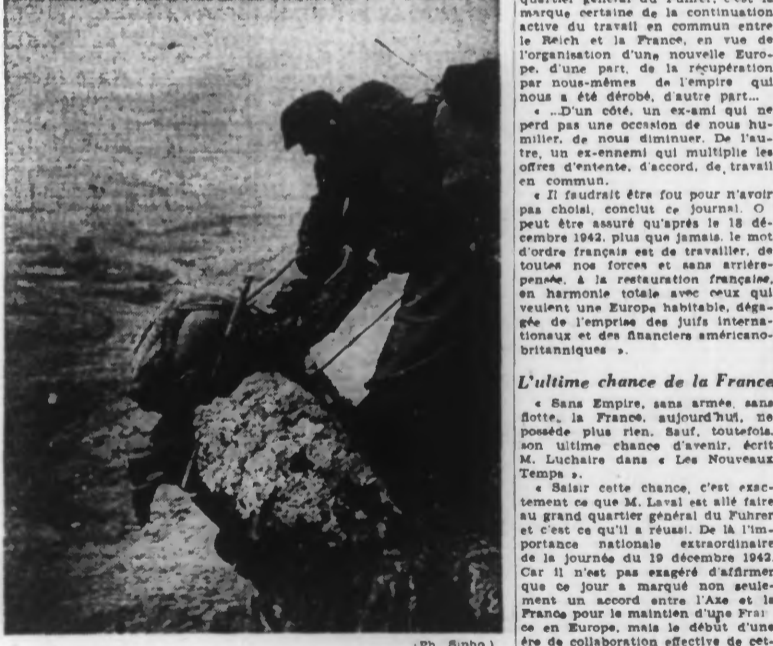 (Ph. Sipho.)
quartier général du Führer, c'est la
marque certaine de la continuation
active du travail en commun entre
le Reich et la France, en vue de
l'organisation d'une nouvelle Euro-
pe, d'une part, de la récupération
par nous-mêmes de l'empire qui
nous a été dérobé, d'autre part...
« ...D'un côté, un ex-ami qui ne
perd pas une occasion de nous hu-
milier, de nous diminuer. De l'au-
tre, un ex-ennemi qui multiplie les
offres d'entente, d'accord, de travail
en commun.
« Il faudrait être fou pour n'avoir
pas choisi, conclut ce journal. O
peut être assuré qu'après le 18 dé-
cembre 1942, plus que jamais, le mot
d'ordre français est de travailler, de
toutes nos forces et sans arrière-
pensée, à la restauration française,
en harmonie totale avec ceux qui
veulent une Europe habitable, déga-
gée de l'emprise des juifs interna-
tionaux et des financiers américano-
britanniques ».
L'ultime chance de la France
« Sans Empire, sans armée, sans
flotte, la France, aujourd'hui, ne
possède plus rien. Sauf, toutefois,
son ultime chance d'avenir, écrit
M. Luchaire dans « Les Nouveaux
Temps ».
« Saisir cette chance, c'est exac-
tement ce que M. Laval est allé faire
au grand quartier général du Fuhrer
et c'est ce qu'il a réussi. De là l'im-
portance nationale extraordinaire
de la journée du 19 décembre 1942.
Car il n'est pas exagéré d'affirmer
que ce jour a marqué non seule-
ment un accord entre l'Axe et la
France pour le maintien d'une Fran
ce en Europe, mais le début d'une
ère de collaboration effective de cet-